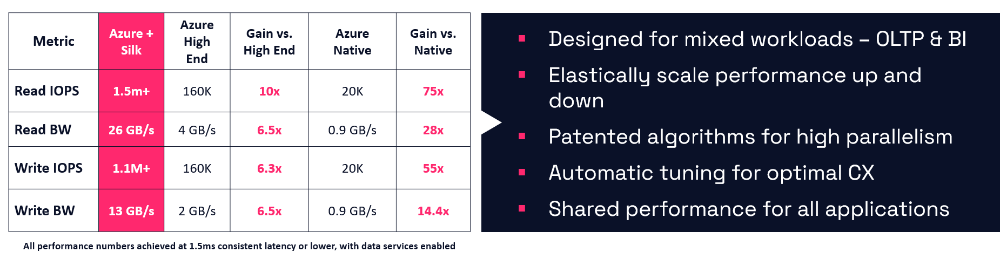 Metric
Azure +
Silk
Azure
High
End
Gain vs.
High End
Azure
Native
Gain vs.
Native
Read IOPS
1.5m+
160K
10x
20K
75x
Read BW
26 GB/s
4 GB/s
6.5x
0.9 GB/s
28x
Write IOPS
1.1M+
160K
6.3x
20K
55x
Write BW
13 GB/s
2 GB/s
6.5x
0.9 GB/s
14.4x
All performance numbers achieved at 1.5ms consistent latency or lower, with data services enabled
▪ Designed for mixed workloads – OLTP & BI
▪ Elastically scale performance up and
down
▪ Patented algorithms for high parallelism
▪ Automatic tuning for optimal CX
▪ Shared performance for all applications